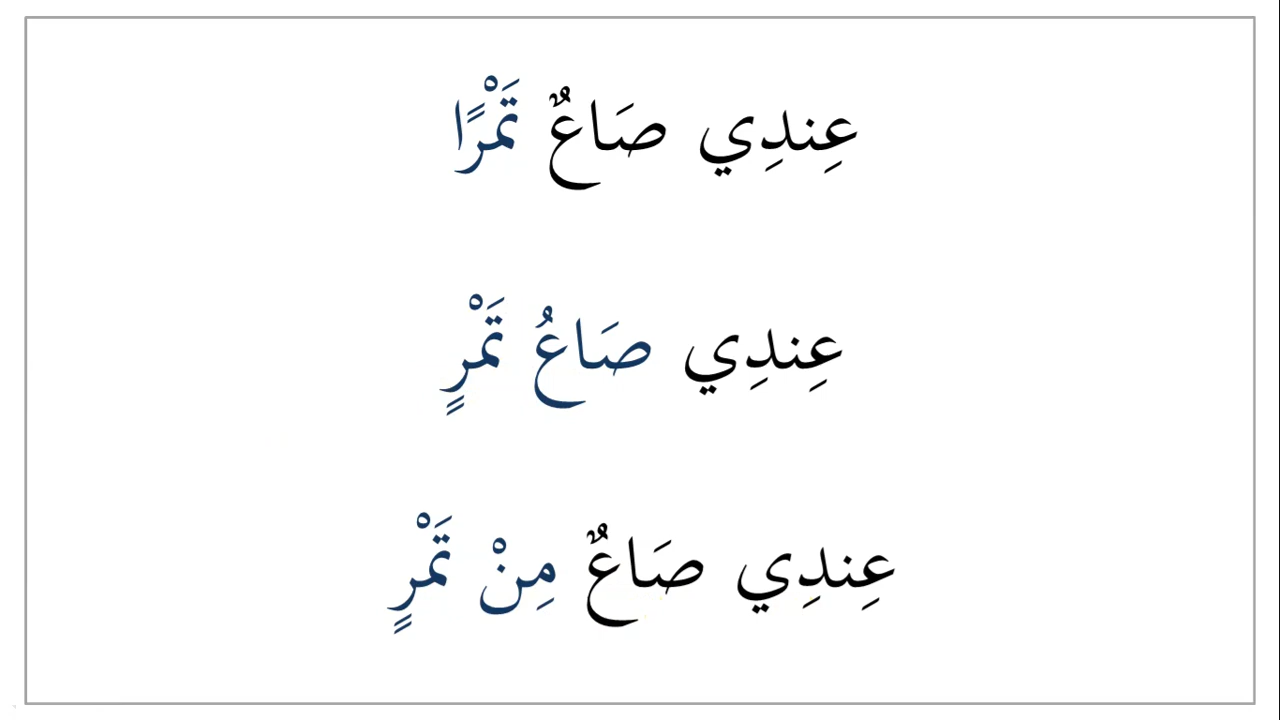 عِندِي صَاعٌ تَمْرًا
عِندِي صَاعُ تَمْرٍ
عِندِي صَاعٌ مِنْ تَمْرٍ